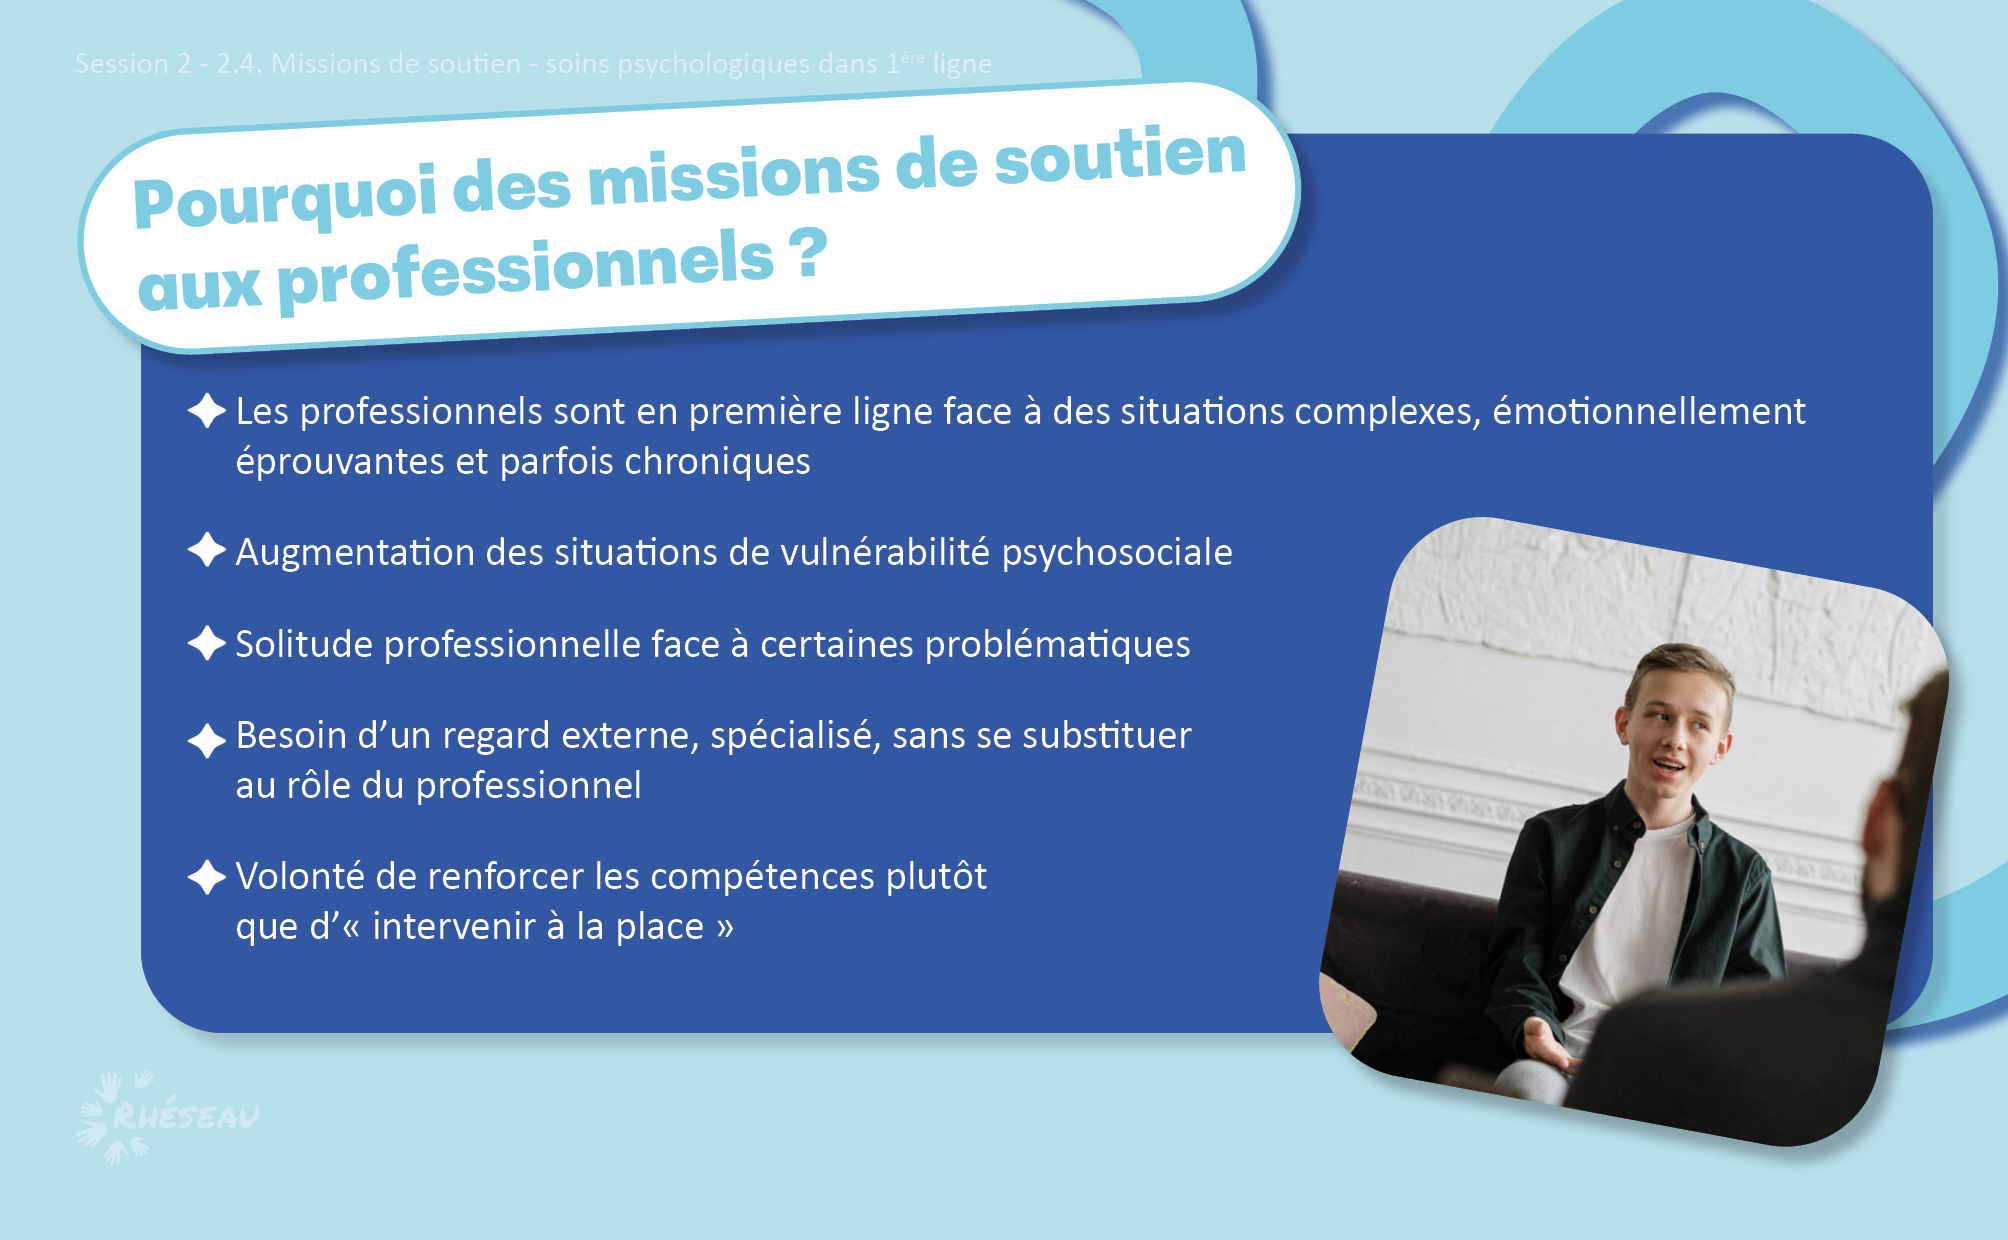 Session 2 - 2.4. Missions de soutien - soins psychologiques dans 1ère ligne
Pourquoi des missions de soutien
aux professionnels ?
Les professionnels sont en première ligne face à des situations complexes, émotionnellement
éprouvantes et parfois chroniques
Augmentation des situations de vulnérabilité psychosociale
Solitude professionnelle face à certaines problématiques
Besoin d’un regard externe, spécialisé, sans se substituer
au rôle du professionnel
Volonté de renforcer les compétences plutôt
que d’« intervenir à la place »
RHÉSEAU